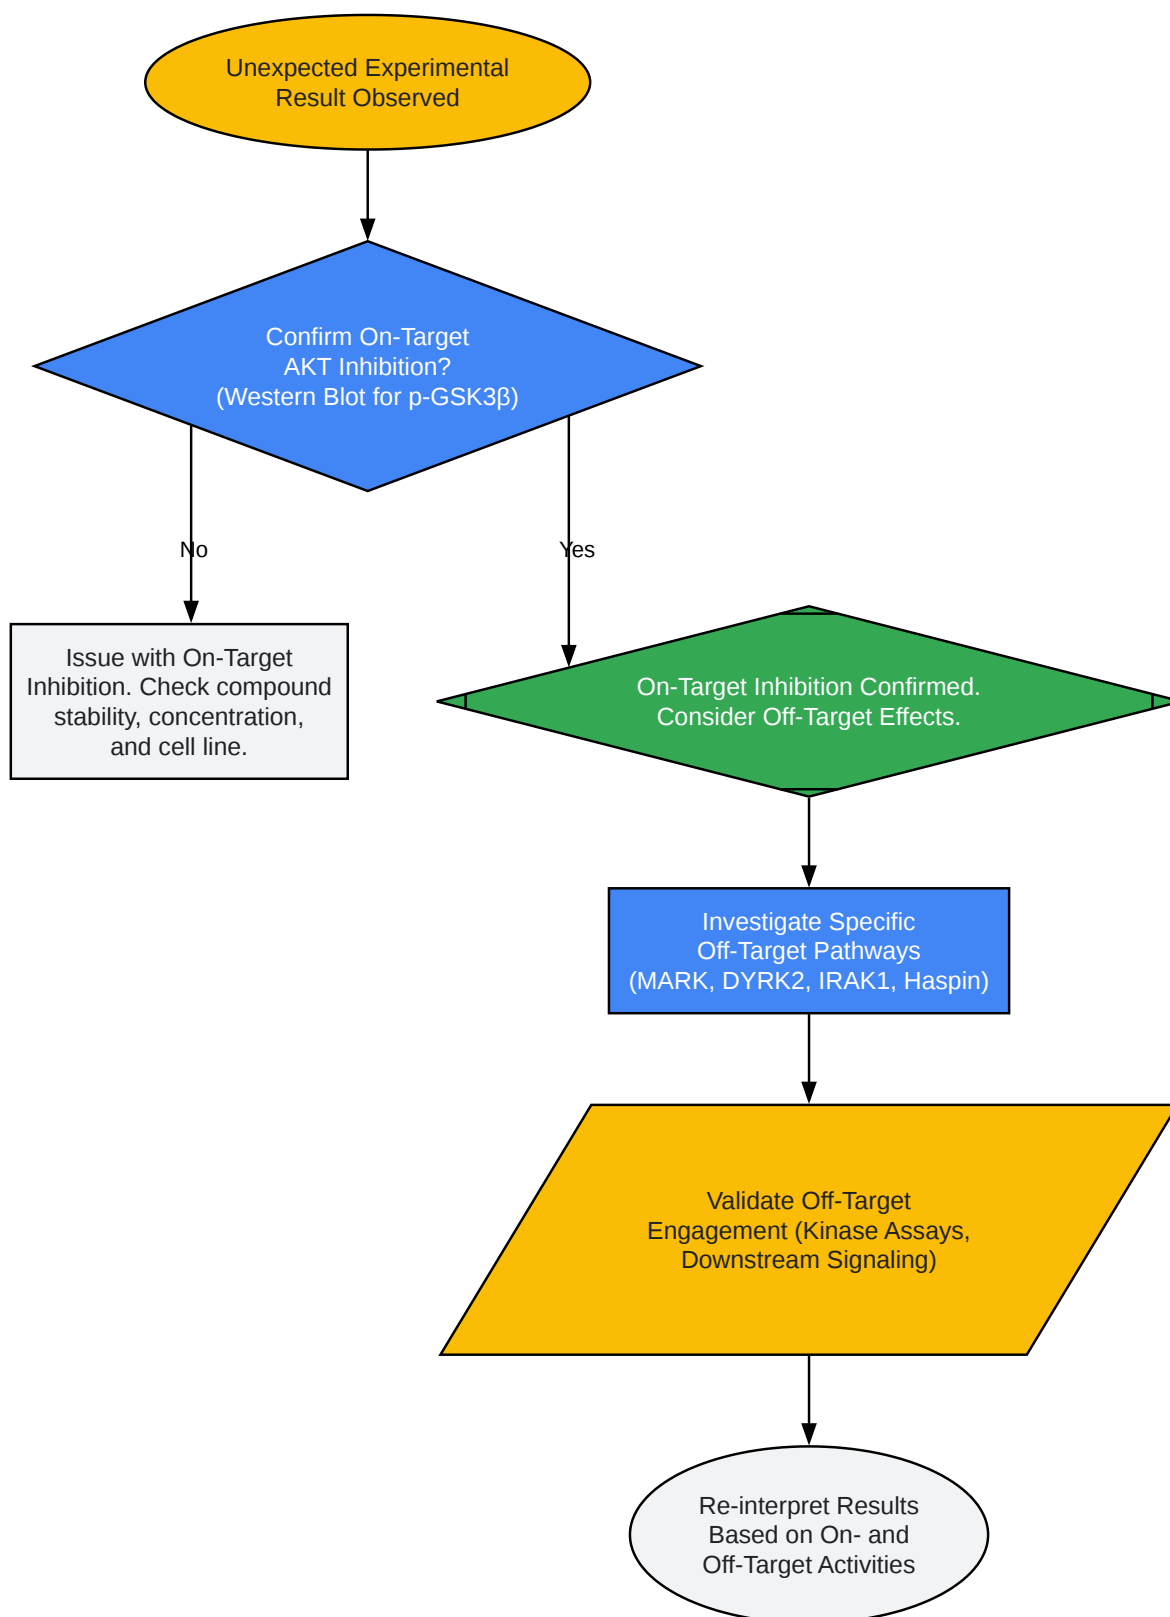 Unexpected Experimental
Result Observed
Confirm On-Target
AKT Inhibition?
(Western Blot for p-GSK3β)
No
Yes
Issue with On-Target
Inhibition. Check compound
stability, concentration,
and cell line.
On-Target Inhibition Confirmed.
Consider Off-Target Effects.
Investigate Specific
Off-Target Pathways
(MARK, DYRK2, IRAK1, Haspin)
Validate Off-Target
Engagement (Kinase Assays,
Downstream Signaling)
Re-interpret Results
Based on On- and
Off-Target Activities